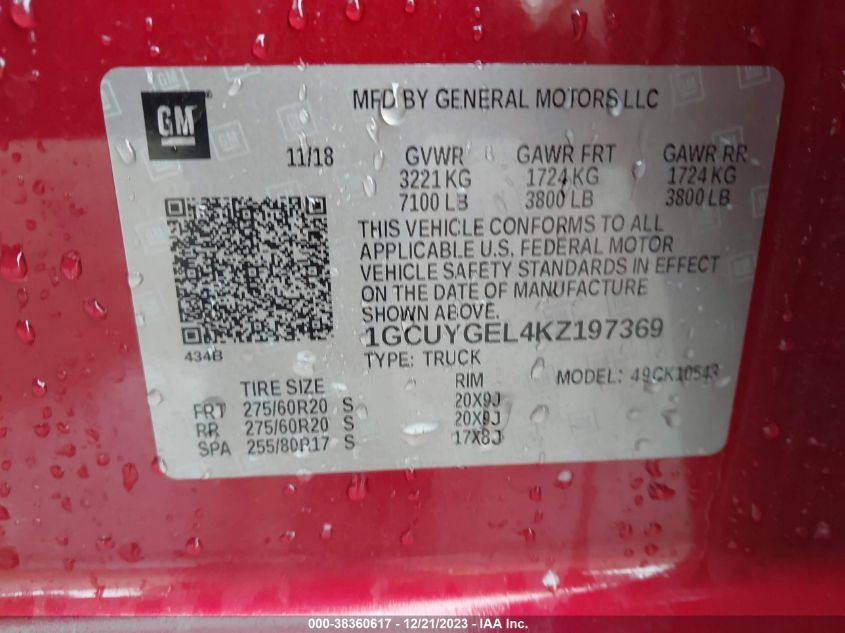 GM
MFD BY GENERAL MOTORS LLC
11/18 GVWR GAWR FRT GAWR RR
3221 KG 1724 KG 1724 KG
7100 LB 3800 LB 3800 LB
THIS VEHICLE CONFORMS TO ALL
APPLICABLE U.S. FEDERAL MOTOR
VEHICLE SAFETY STANDARDS IN EFFECT
ON THE DATE OF MANUFACTURE
SHOWN ABOVE.
434B
1GCUYGEL4KZ197369
TYPE: TRUCK
MODEL: 49CK10543
TIRE SIZE RIM
FRT 275/60R20 S 20X9J
RR 275/60R20 S 20X9J
SPA 255/80R17 S 17X8J
000-38360617 - 12/21/2023 - IAA Inc.